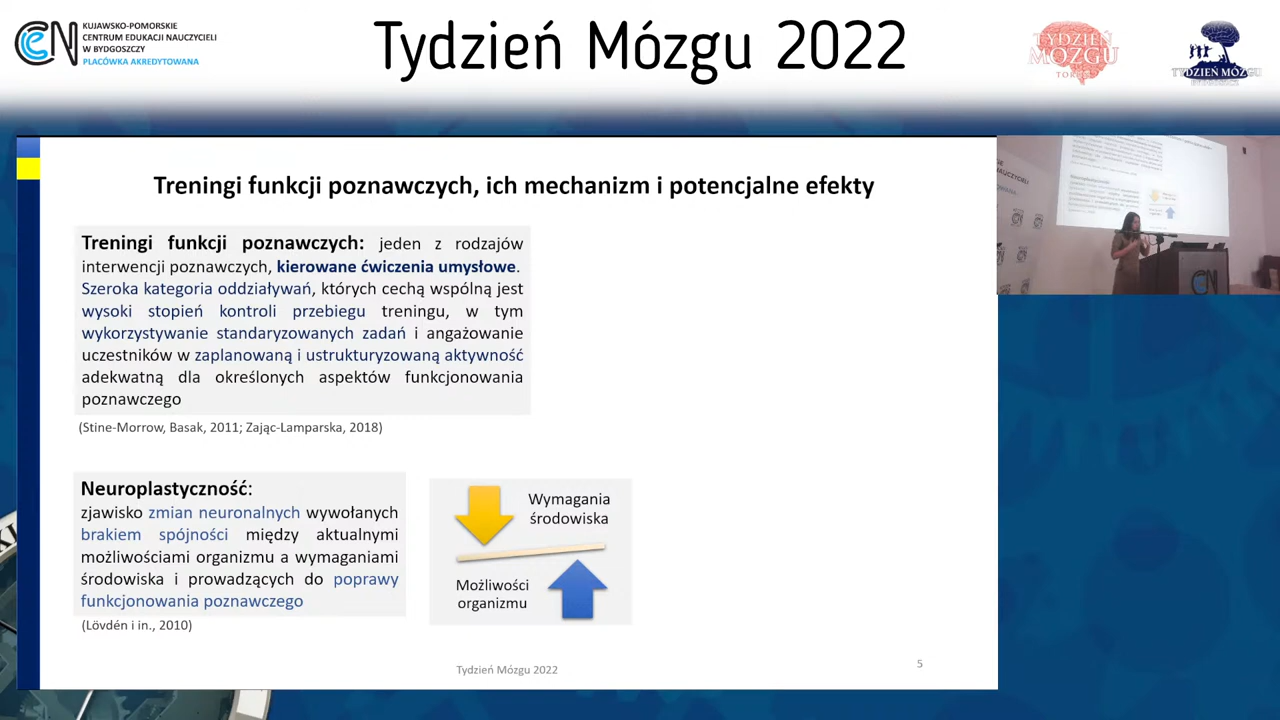 KUJAWSKO-POMORSKIE
CENTRUM EDUKACJI NAUCZYCIELI
W BYDGOSZCZY
PLACÓWKA AKREDYTOWANA
Tydzień Mózgu 2022
TYDZIEŃ
MÓZGU
TYDZIEŃ MÓZGU
Treningi funkcji poznawczych, ich mechanizm i potencjalne efekty
Treningi funkcji poznawczych: jeden z rodzajów
interwencji poznawczych, kierowane ćwiczenia umysłowe.
Szeroka kategoria oddziaływań, których cechą wspólną jest
wysoki stopień kontroli przebiegu treningu, w tym
wykorzystywanie standaryzowanych zadań i angażowanie
uczestników w zaplanowaną i ustrukturyzowaną aktywność
adekwatną dla określonych aspektów funkcjonowania
poznawczego
(Stine-Morrow, Basak, 2011; Zając-Lamparska, 2018)
Neuroplastyczność:
zjawisko zmian neuronalnych wywołanych
brakiem spójności między aktualnymi
możliwościami organizmu a wymaganiami
środowiska i prowadzących do poprawy
funkcjonowania poznawczego
(Lövdén i in., 2010)
Wymagania
środowiska
Możliwości
organizmu
Tydzień Mózgu 2022
5